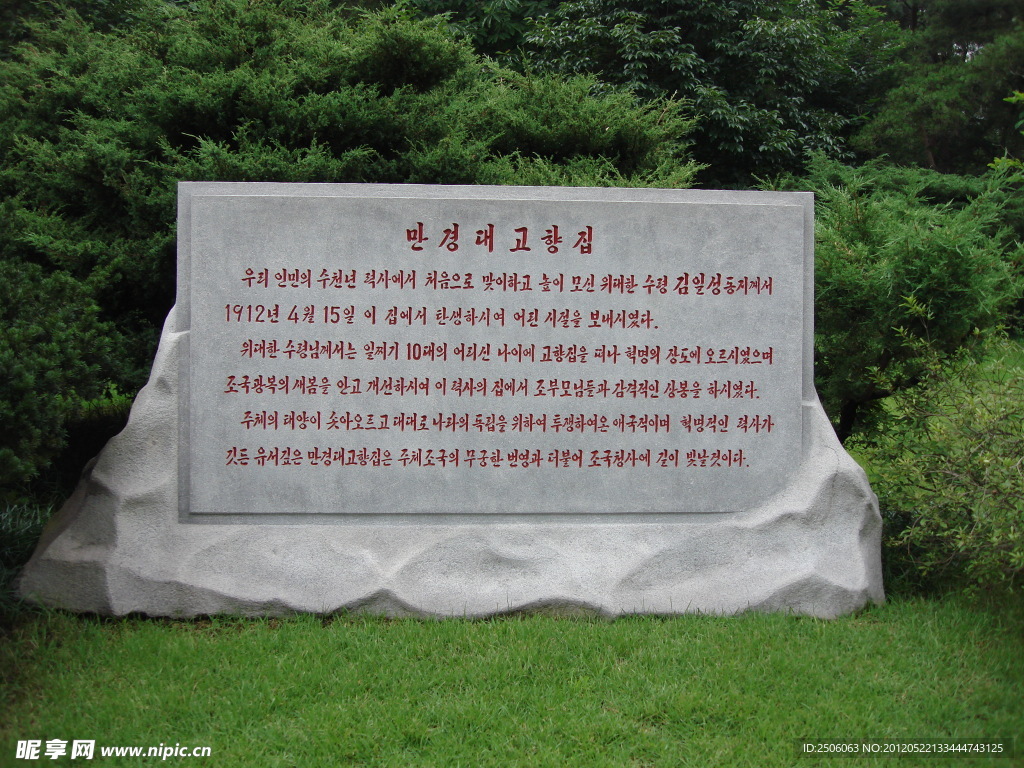 만경대고향집
우리 인민의 수천년 력사에서 처음으로 맞이하고 높이 모신 위대한 수령 김일성동지께서
1912년 4월 15일 이 집에서 탄생하시여 어린 시절을 보내시였다.
위대한 수령님께서는 일찌기 10대의 어리신 나이에 고향집을 떠나 혁명의 장도에 오르시였으며
조국광복의 새봄을 안고 개선하시여 이 력사의 집에서 조부모님들과 감격적인 상봉을 하시였다.
주체의 태양이 솟아오르고 대대로 나라의 독립을 위하여 투쟁하여온 애국적이며 혁명적인 력사가
깃든 유서깊은 만경대고향집은 주체조국의 무궁한 번영과 더불어 조국청사에 길이 빛날것이다.
昵享网 www.nipic.cn
ID:2506063 NO:20120522133444743125